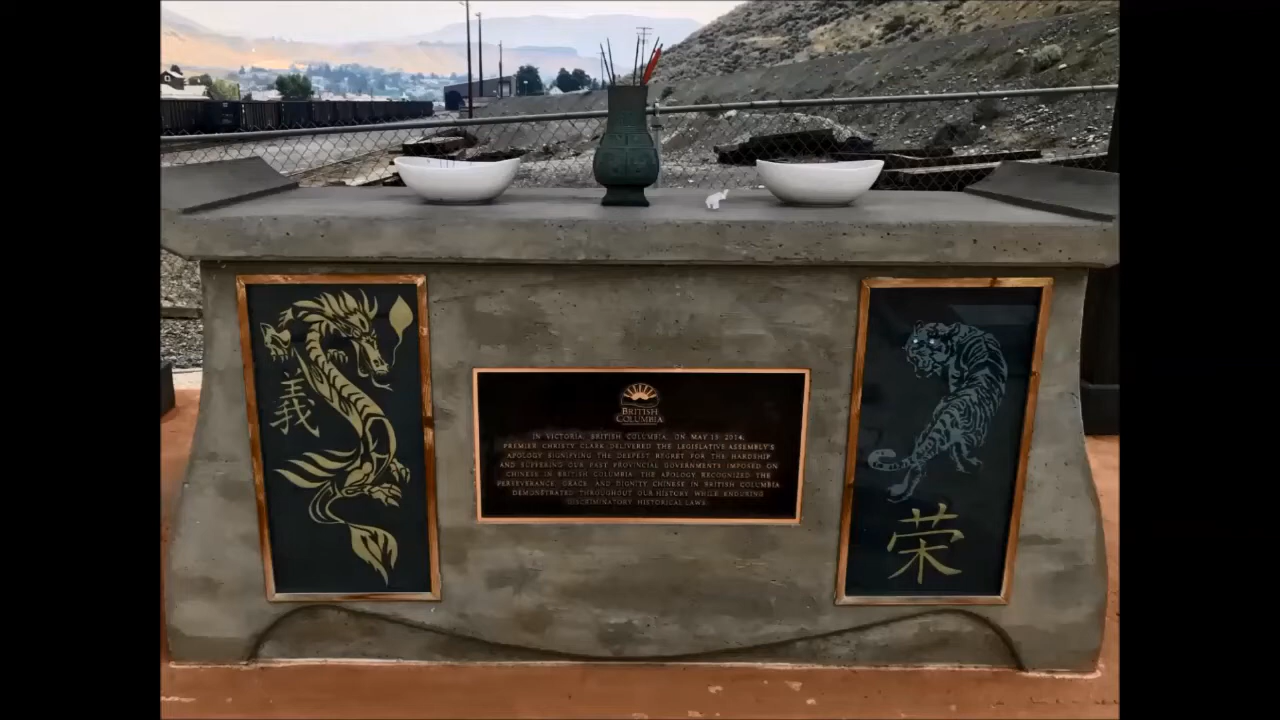 義
BRITISH
COLUMBIA
IN VICTORIA, BRITISH COLUMBIA, ON MAY 15 2014,
PREMIER CHRISTY CLARK DELIVERED THE LEGISLATIVE ASSEMBLY'S
APOLOGY SIGNIFYING THE DEEPEST REGRET FOR THE HARDSHIP
AND SUFFERING OUR PAST PROVINCIAL GOVERNMENTS IMPOSED ON
CHINESE IN BRITISH COLUMBIA. THE APOLOGY RECOGNIZED THE
PERSEVERANCE, GRACE, AND DIGNITY CHINESE IN BRITISH COLUMBIA
DEMONSTRATED THROUGHOUT OUR HISTORY WHILE ENDURING
DISCRIMINATORY HISTORICAL LAWS.
荣